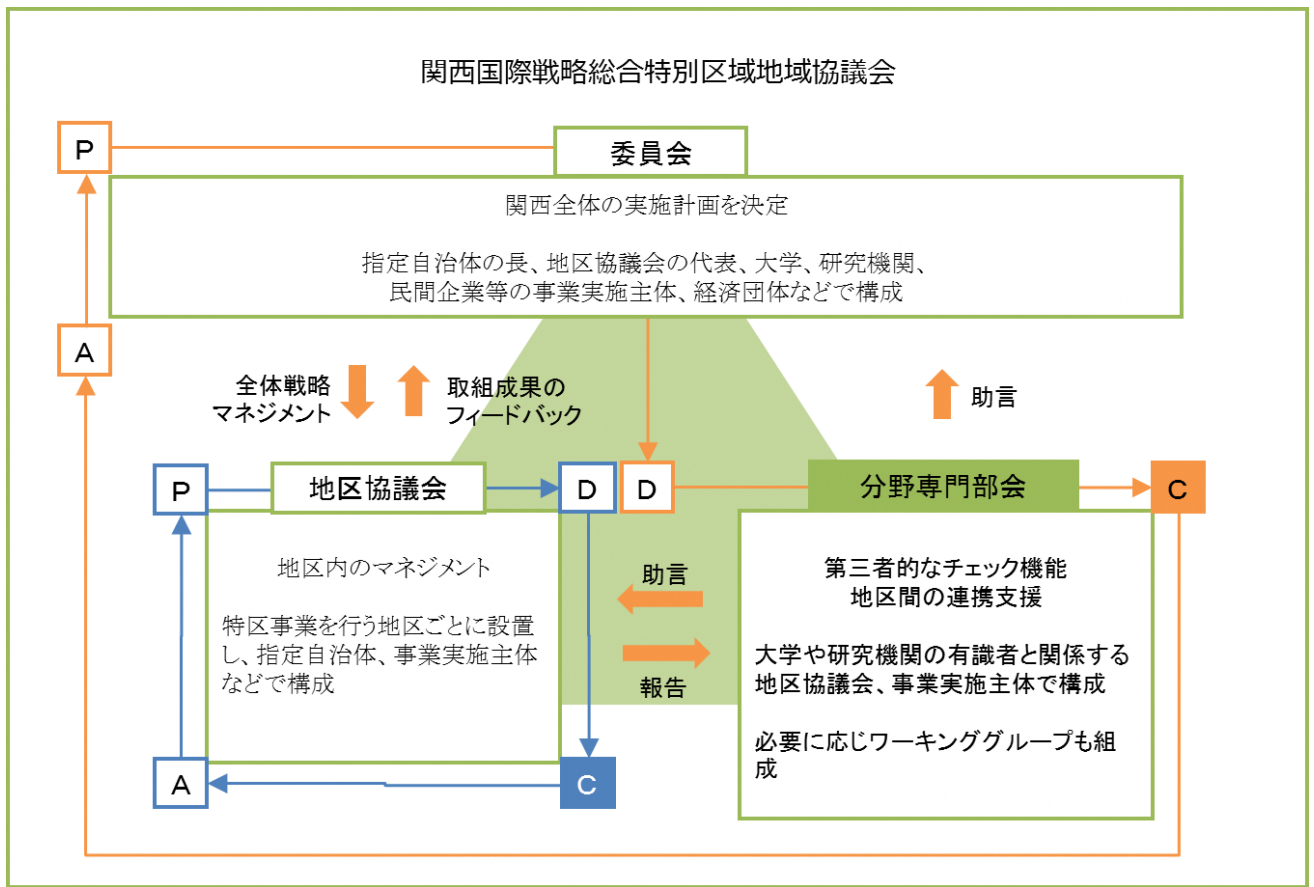 関西国際戦略総合特別区域地域協議会
P
委員会
関西全体の実施計画を決定
指定自治体の長、地区協議会の代表、大学、研究機関、
民間企業等の事業実施主体、経済団体などで構成
A
全体戦略
マネジメント
取組成果の
フィードバック
助言
P
地区協議会
D
D
分野専門部会
C
地区内のマネジメント
特区事業を行う地区ごとに設置
し、指定自治体、事業実施主体
などで構成
助言
報告
第三者的なチェック機能
地区間の連携支援
大学や研究機関の有識者と関係する
地区協議会、事業実施主体で構成
必要に応じワーキンググループも組
成
A
C